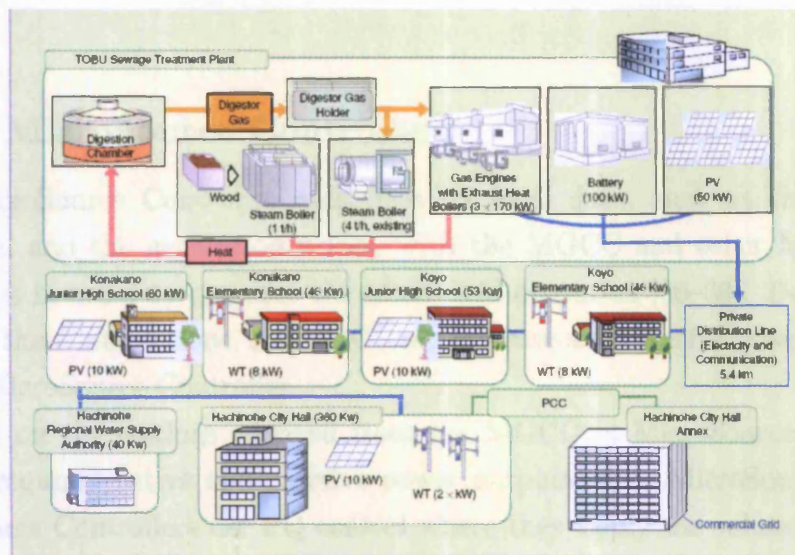 TOBU Sewage Treatment Plant
Digestion
Chamber
Digestor
Gas
Digestor Gas
Holder
Wood
Steam Boiler
(1 t/h)
Steam Boiler
(4 t/h, existing)
Gas Engines
with Exhaust Heat
Boilers (3 × 170 kW)
Battery
(100 kW)
PV
(50 kW)
Heat
Konakano
Junior High School (60 kW)
PV (10 kW)
Konakano
Elementary School (46 Kw)
WT (8 kW)
Koyo
Junior High School (53 Kw)
PV (10 kW)
Koyo
Elementary School (46 Kw)
WT (8 kW)
Private
Distribution Line
(Electricity and
Communication)
5.4 km
Hachinohe
Regional Water Supply
Authority (40 Kw)
Hachinohe City Hall (360 Kw)
PV (10 kW)
WT (2 × kW)
PCC
Hachinohe City Hall
Annex
Commercial Grid